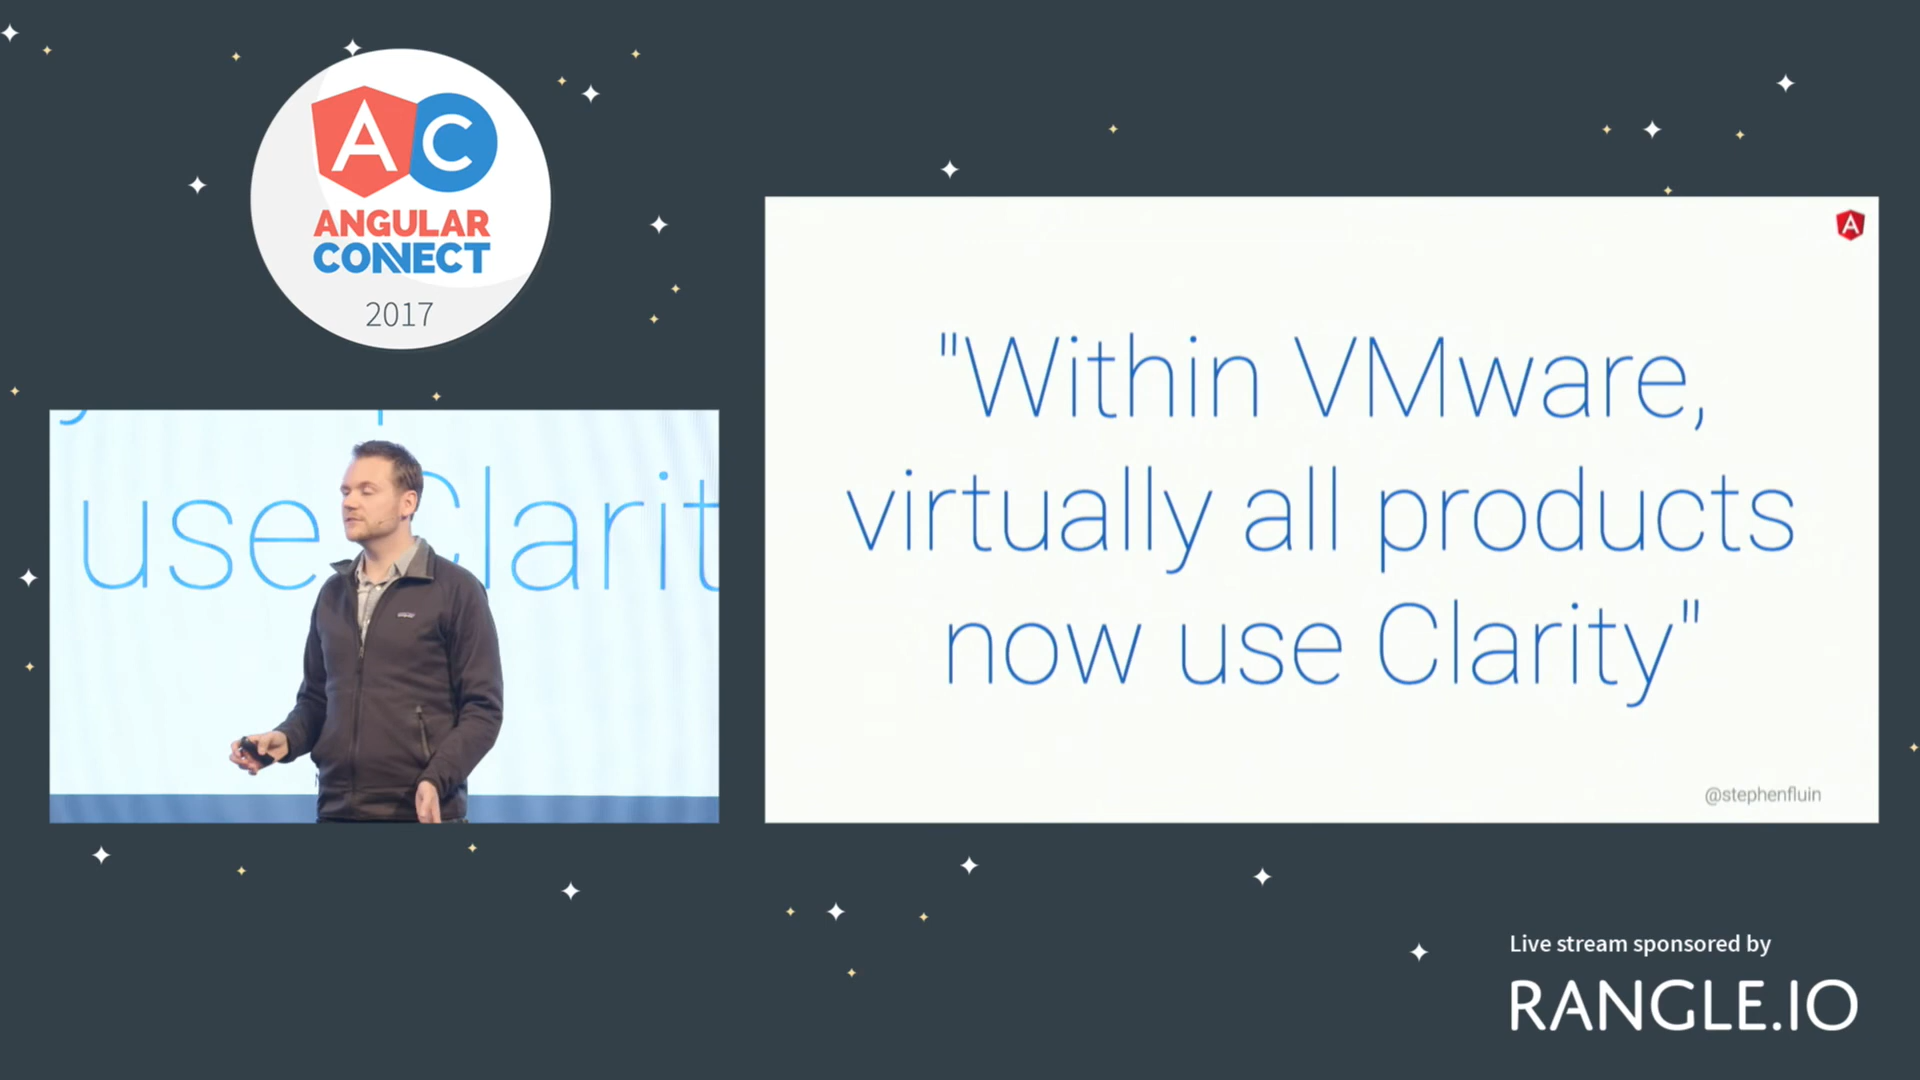 AC
ANGULAR
CONNECT
2017
use Clarit
"Within VMware,
virtually all products
now use Clarity"
@stephenfluin
Live stream sponsored by
RANGLE.IO